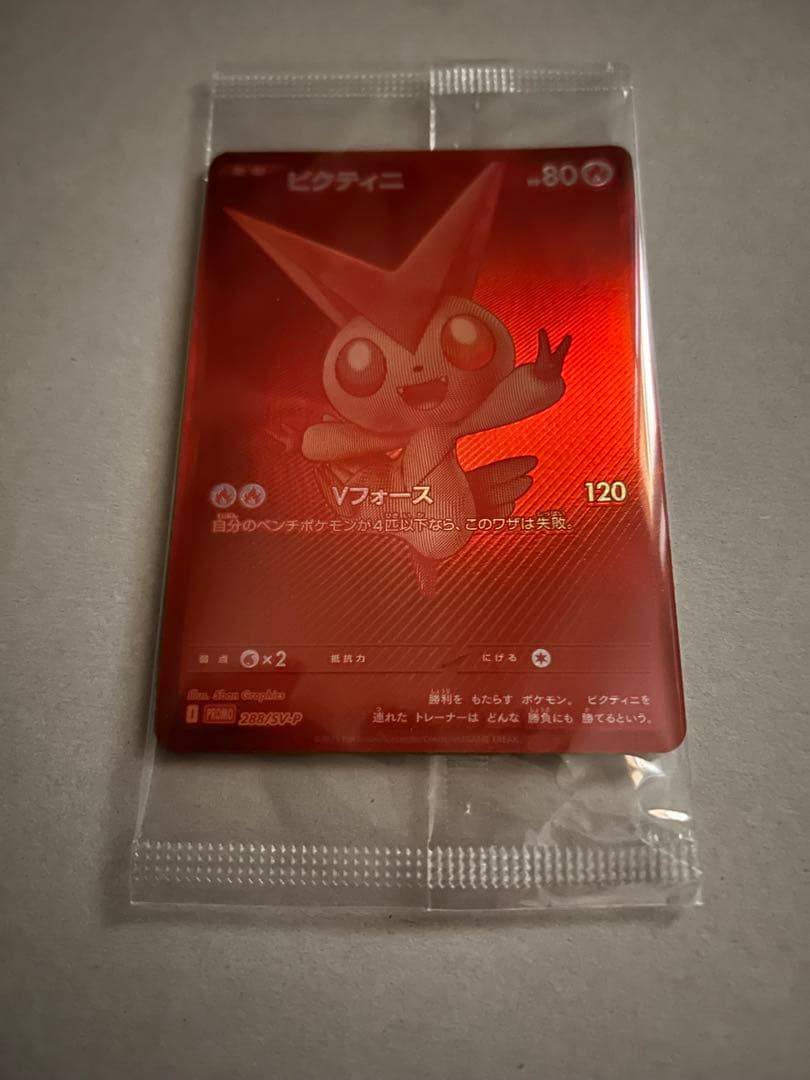 ピクティニ HP80
Vフォース 120
自分のベンチポケモンが4匹以下なら、このワザは失敗。
弱点 ×2 抵抗力 にげる
illus. Shan Graphics
勝利を もたらす ポケモン。 ビクティニを
I PROMO 288/SV-P
連れた トレーナーは どんな 勝負にも 勝てるという。